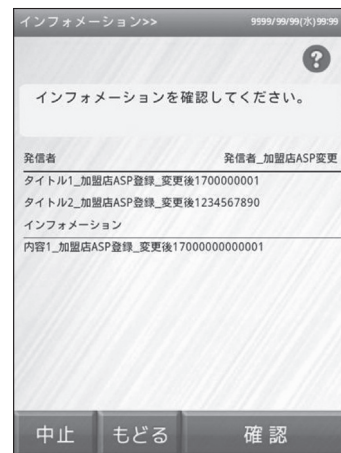 インフォメーション>> 9999/99/99(水)99:99
?
インフォメーションを確認してください。
発信者 発信者_加盟店ASP変更
タイトル1_加盟店ASP登録_変更後1700000001
タイトル2_加盟店ASP登録_変更後1234567890
インフォメーション
内容1_加盟店ASP登録_変更後17000000000001
中止 もどる 確認